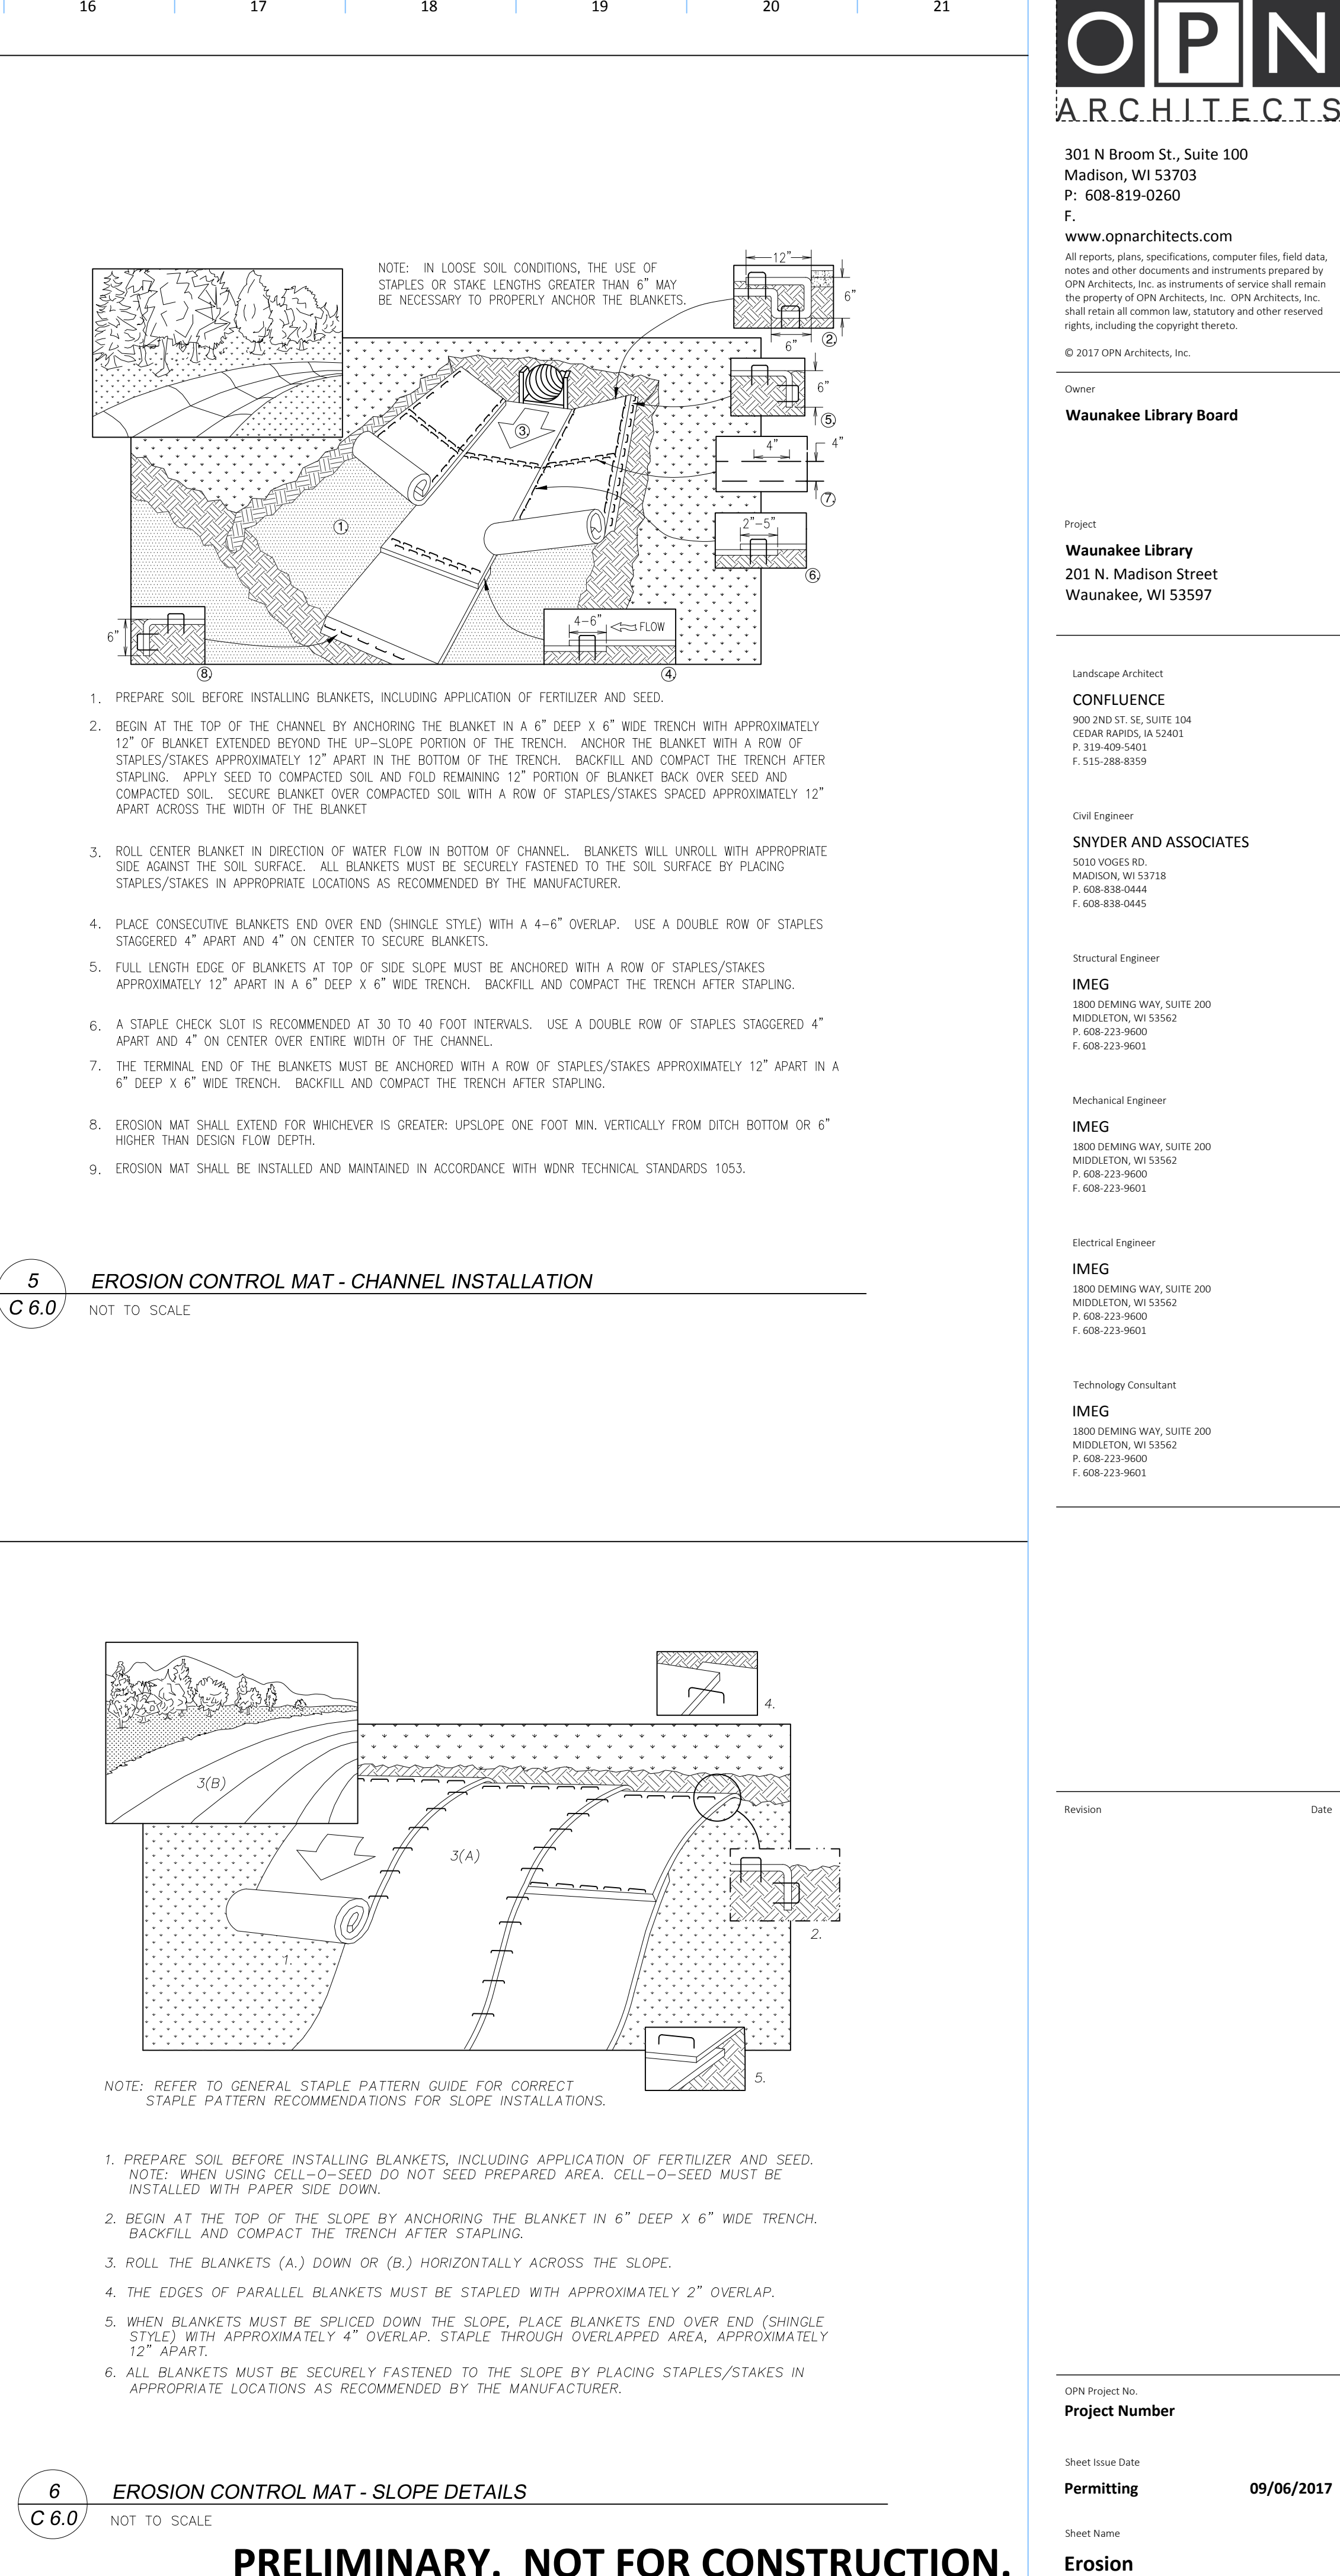 16 17 18 19 20 21
NOTE: IN LOOSE SOIL CONDITIONS, THE USE OF
STAPLES OR STAKE LENGTHS GREATER THAN 6" MAY
BE NECESSARY TO PROPERLY ANCHOR THE BLANKETS.
12"
6"
6"
2.
6"
5.
3.
4"
4"
7.
1.
2"-5"
6.
6"
4-6"
FLOW
8.
4.
1. PREPARE SOIL BEFORE INSTALLING BLANKETS, INCLUDING APPLICATION OF FERTILIZER AND SEED.
2. BEGIN AT THE TOP OF THE CHANNEL BY ANCHORING THE BLANKET IN A 6" DEEP X 6" WIDE TRENCH WITH APPROXIMATELY
12" OF BLANKET EXTENDED BEYOND THE UP-SLOPE PORTION OF THE TRENCH. ANCHOR THE BLANKET WITH A ROW OF
STAPLES/STAKES APPROXIMATELY 12" APART IN THE BOTTOM OF THE TRENCH. BACKFILL AND COMPACT THE TRENCH AFTER
STAPLING. APPLY SEED TO COMPACTED SOIL AND FOLD REMAINING 12" PORTION OF BLANKET BACK OVER SEED AND
COMPACTED SOIL. SECURE BLANKET OVER COMPACTED SOIL WITH A ROW OF STAPLES/STAKES SPACED APPROXIMATELY 12"
APART ACROSS THE WIDTH OF THE BLANKET
3. ROLL CENTER BLANKET IN DIRECTION OF WATER FLOW IN BOTTOM OF CHANNEL. BLANKETS WILL UNROLL WITH APPROPRIATE
SIDE AGAINST THE SOIL SURFACE. ALL BLANKETS MUST BE SECURELY FASTENED TO THE SOIL SURFACE BY PLACING
STAPLES/STAKES IN APPROPRIATE LOCATIONS AS RECOMMENDED BY THE MANUFACTURER.
4. PLACE CONSECUTIVE BLANKETS END OVER END (SHINGLE STYLE) WITH A 4-6" OVERLAP. USE A DOUBLE ROW OF STAPLES
STAGGERED 4" APART AND 4" ON CENTER TO SECURE BLANKETS.
5. FULL LENGTH EDGE OF BLANKETS AT TOP OF SIDE SLOPE MUST BE ANCHORED WITH A ROW OF STAPLES/STAKES
APPROXIMATELY 12" APART IN A 6" DEEP X 6" WIDE TRENCH. BACKFILL AND COMPACT THE TRENCH AFTER STAPLING.
6. A STAPLE CHECK SLOT IS RECOMMENDED AT 30 TO 40 FOOT INTERVALS. USE A DOUBLE ROW OF STAPLES STAGGERED 4"
APART AND 4" ON CENTER OVER ENTIRE WIDTH OF THE CHANNEL.
7. THE TERMINAL END OF THE BLANKETS MUST BE ANCHORED WITH A ROW OF STAPLES/STAKES APPROXIMATELY 12" APART IN A
6" DEEP X 6" WIDE TRENCH. BACKFILL AND COMPACT THE TRENCH AFTER STAPLING.
8. EROSION MAT SHALL EXTEND FOR WHICHEVER IS GREATER: UPSLOPE ONE FOOT MIN. VERTICALLY FROM DITCH BOTTOM OR 6"
HIGHER THAN DESIGN FLOW DEPTH.
9. EROSION MAT SHALL BE INSTALLED AND MAINTAINED IN ACCORDANCE WITH WDNR TECHNICAL STANDARDS 1053.
5
C 6.0
EROSION CONTROL MAT - CHANNEL INSTALLATION
NOT TO SCALE
3(B)
3(A)
4.
2.
1.
5.
NOTE: REFER TO GENERAL STAPLE PATTERN GUIDE FOR CORRECT
STAPLE PATTERN RECOMMENDATIONS FOR SLOPE INSTALLATIONS.
1. PREPARE SOIL BEFORE INSTALLING BLANKETS, INCLUDING APPLICATION OF FERTILIZER AND SEED.
NOTE: WHEN USING CELL-O-SEED DO NOT SEED PREPARED AREA. CELL-O-SEED MUST BE
INSTALLED WITH PAPER SIDE DOWN.
2. BEGIN AT THE TOP OF THE SLOPE BY ANCHORING THE BLANKET IN 6" DEEP X 6" WIDE TRENCH.
BACKFILL AND COMPACT THE TRENCH AFTER STAPLING.
3. ROLL THE BLANKETS (A.) DOWN OR (B.) HORIZONTALLY ACROSS THE SLOPE.
4. THE EDGES OF PARALLEL BLANKETS MUST BE STAPLED WITH APPROXIMATELY 2" OVERLAP.
5. WHEN BLANKETS MUST BE SPLICED DOWN THE SLOPE, PLACE BLANKETS END OVER END (SHINGLE
STYLE) WITH APPROXIMATELY 4" OVERLAP. STAPLE THROUGH OVERLAPPED AREA, APPROXIMATELY
12" APART.
6. ALL BLANKETS MUST BE SECURELY FASTENED TO THE SLOPE BY PLACING STAPLES/STAKES IN
APPROPRIATE LOCATIONS AS RECOMMENDED BY THE MANUFACTURER.
6
C 6.0
EROSION CONTROL MAT - SLOPE DETAILS
NOT TO SCALE
PRELIMINARY. NOT FOR CONSTRUCTION.
OPN
ARCHITECTS
301 N Broom St., Suite 100
Madison, WI 53703
P: 608-819-0260
F.
www.opnarchitects.com
All reports, plans, specifications, computer files, field data,
notes and other documents and instruments prepared by
OPN Architects, Inc. as instruments of service shall remain
the property of OPN Architects, Inc. OPN Architects, Inc.
shall retain all common law, statutory and other reserved
rights, including the copyright thereto.
© 2017 OPN Architects, Inc.
Owner
Waunakee Library Board
Project
Waunakee Library
201 N. Madison Street
Waunakee, WI 53597
Landscape Architect
CONFLUENCE
900 2ND ST. SE, SUITE 104
CEDAR RAPIDS, IA 52401
P. 319-409-5401
F. 515-288-8359
Civil Engineer
SNYDER AND ASSOCIATES
5010 VOGES RD.
MADISON, WI 53718
P. 608-838-0444
F. 608-838-0445
Structural Engineer
IMEG
1800 DEMING WAY, SUITE 200
MIDDLETON, WI 53562
P. 608-223-9600
F. 608-223-9601
Mechanical Engineer
IMEG
1800 DEMING WAY, SUITE 200
MIDDLETON, WI 53562
P. 608-223-9600
F. 608-223-9601
Electrical Engineer
IMEG
1800 DEMING WAY, SUITE 200
MIDDLETON, WI 53562
P. 608-223-9600
F. 608-223-9601
Technology Consultant
IMEG
1800 DEMING WAY, SUITE 200
MIDDLETON, WI 53562
P. 608-223-9600
F. 608-223-9601
Revision Date
OPN Project No.
Project Number
Sheet Issue Date
Permitting 09/06/2017
Sheet Name
Erosion